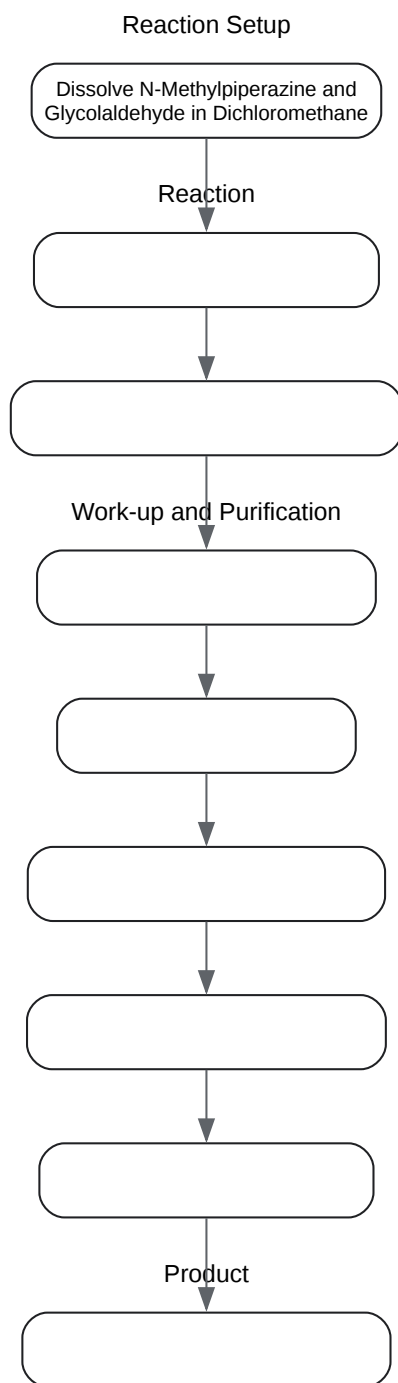 Reaction Setup
Dissolve N-Methylpiperazine and
Glycolaldehyde in Dichloromethane
Reaction
Work-up and Purification
Product